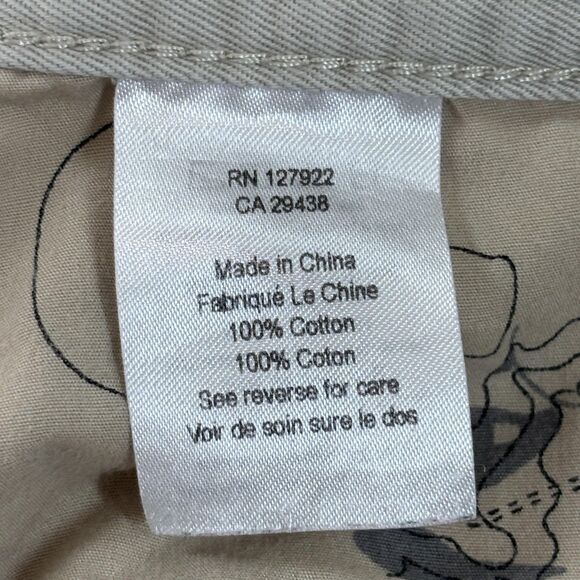 RN 127922
CA 29438
Made in China
Fabriqué Le Chine
100% Cotton
100% Coton
See reverse for care
Voir de soin sure le dos